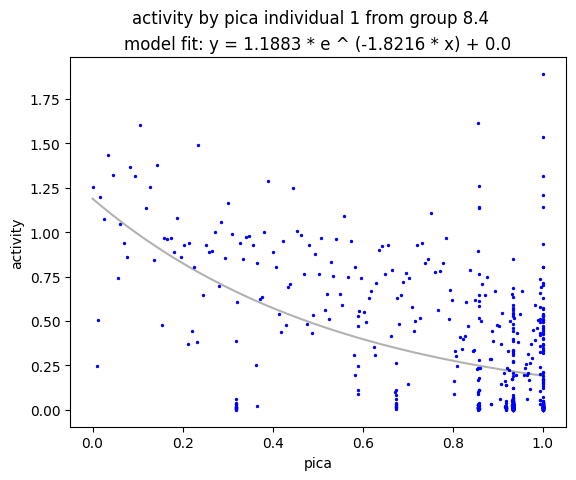 activity by pica individual 1 from group 8.4
model fit: y = 1.1883 * e ^ (-1.8216 * x) + 0.0
1.75
1.50
1.25
1.00
0.75
0.50
0.25
0.00
activity
0.0 0.2 0.4 0.6 0.8 1.0
pica